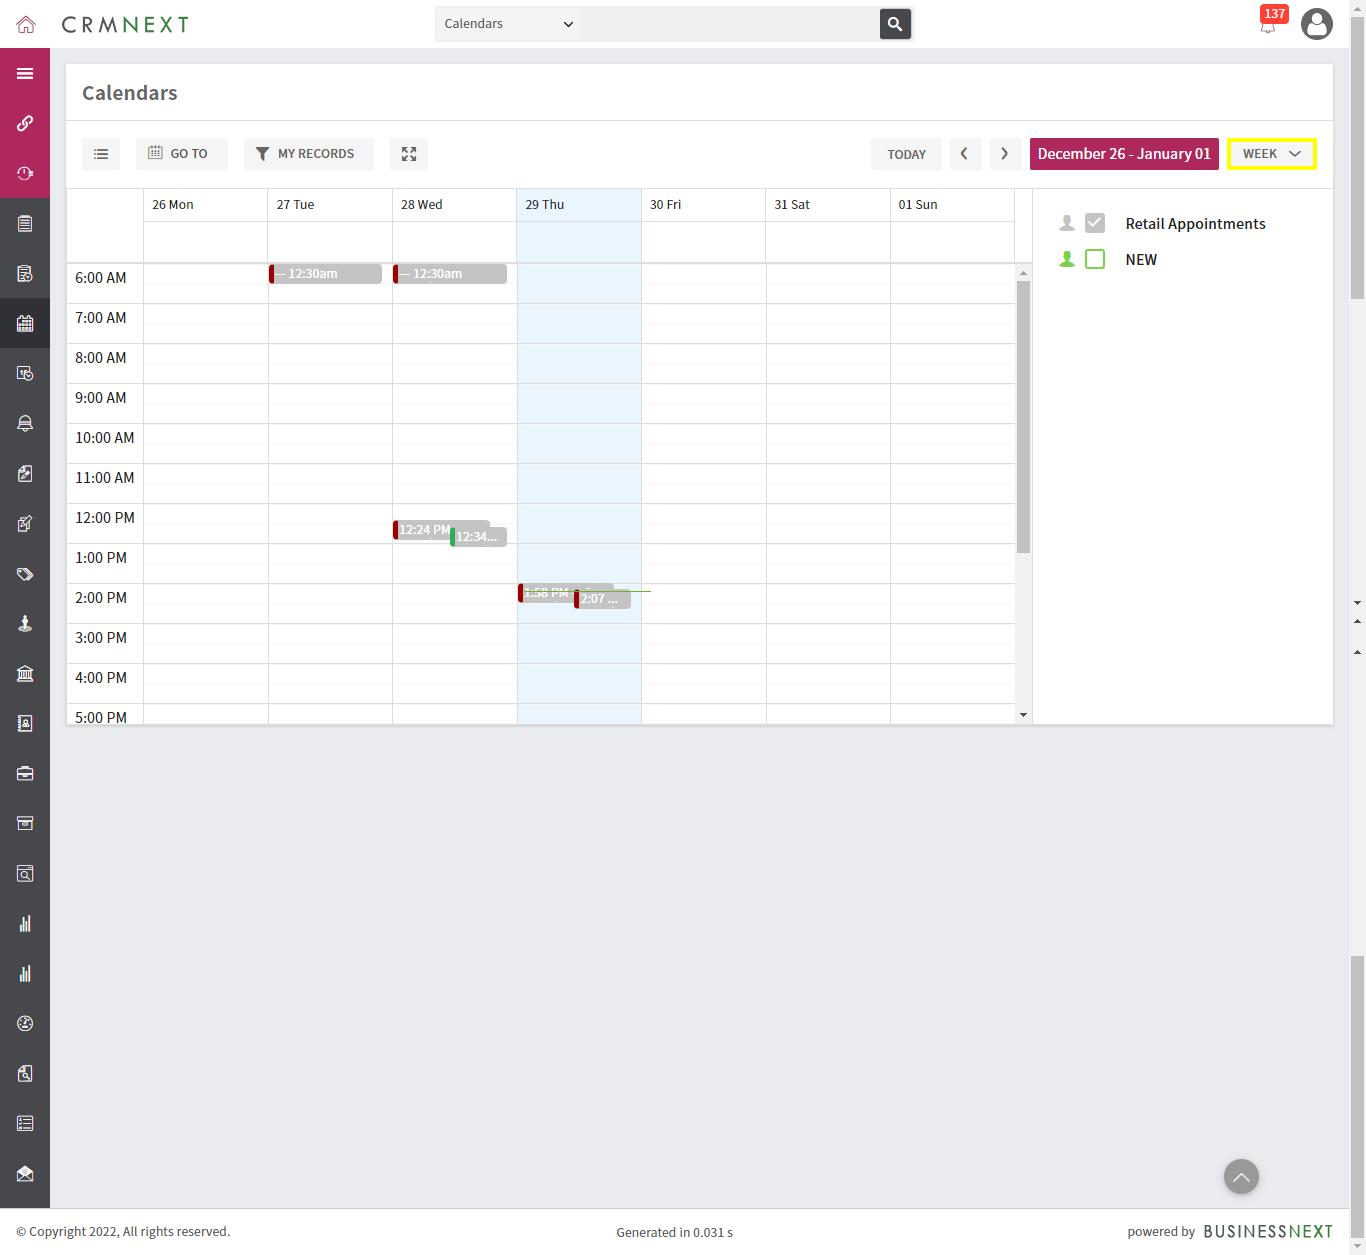 CRMNEXT
Calendars
137
Calendars
GO TO
MY RECORDS
TODAY
December 26 - January 01
WEEK
26 Mon
27 Tue
28 Wed
29 Thu
30 Fri
31 Sat
01 Sun
Retail Appointments
NEW
6:00 AM
— 12:30am
— 12:30am
7:00 AM
8:00 AM
9:00 AM
10:00 AM
11:00 AM
12:00 PM
12:24 PM
12:34...
1:00 PM
1:58 PM
2:07 ...
2:00 PM
3:00 PM
4:00 PM
5:00 PM
© Copyright 2022, All rights reserved.
Generated in 0.031 s
powered by BUSINESSNEXT